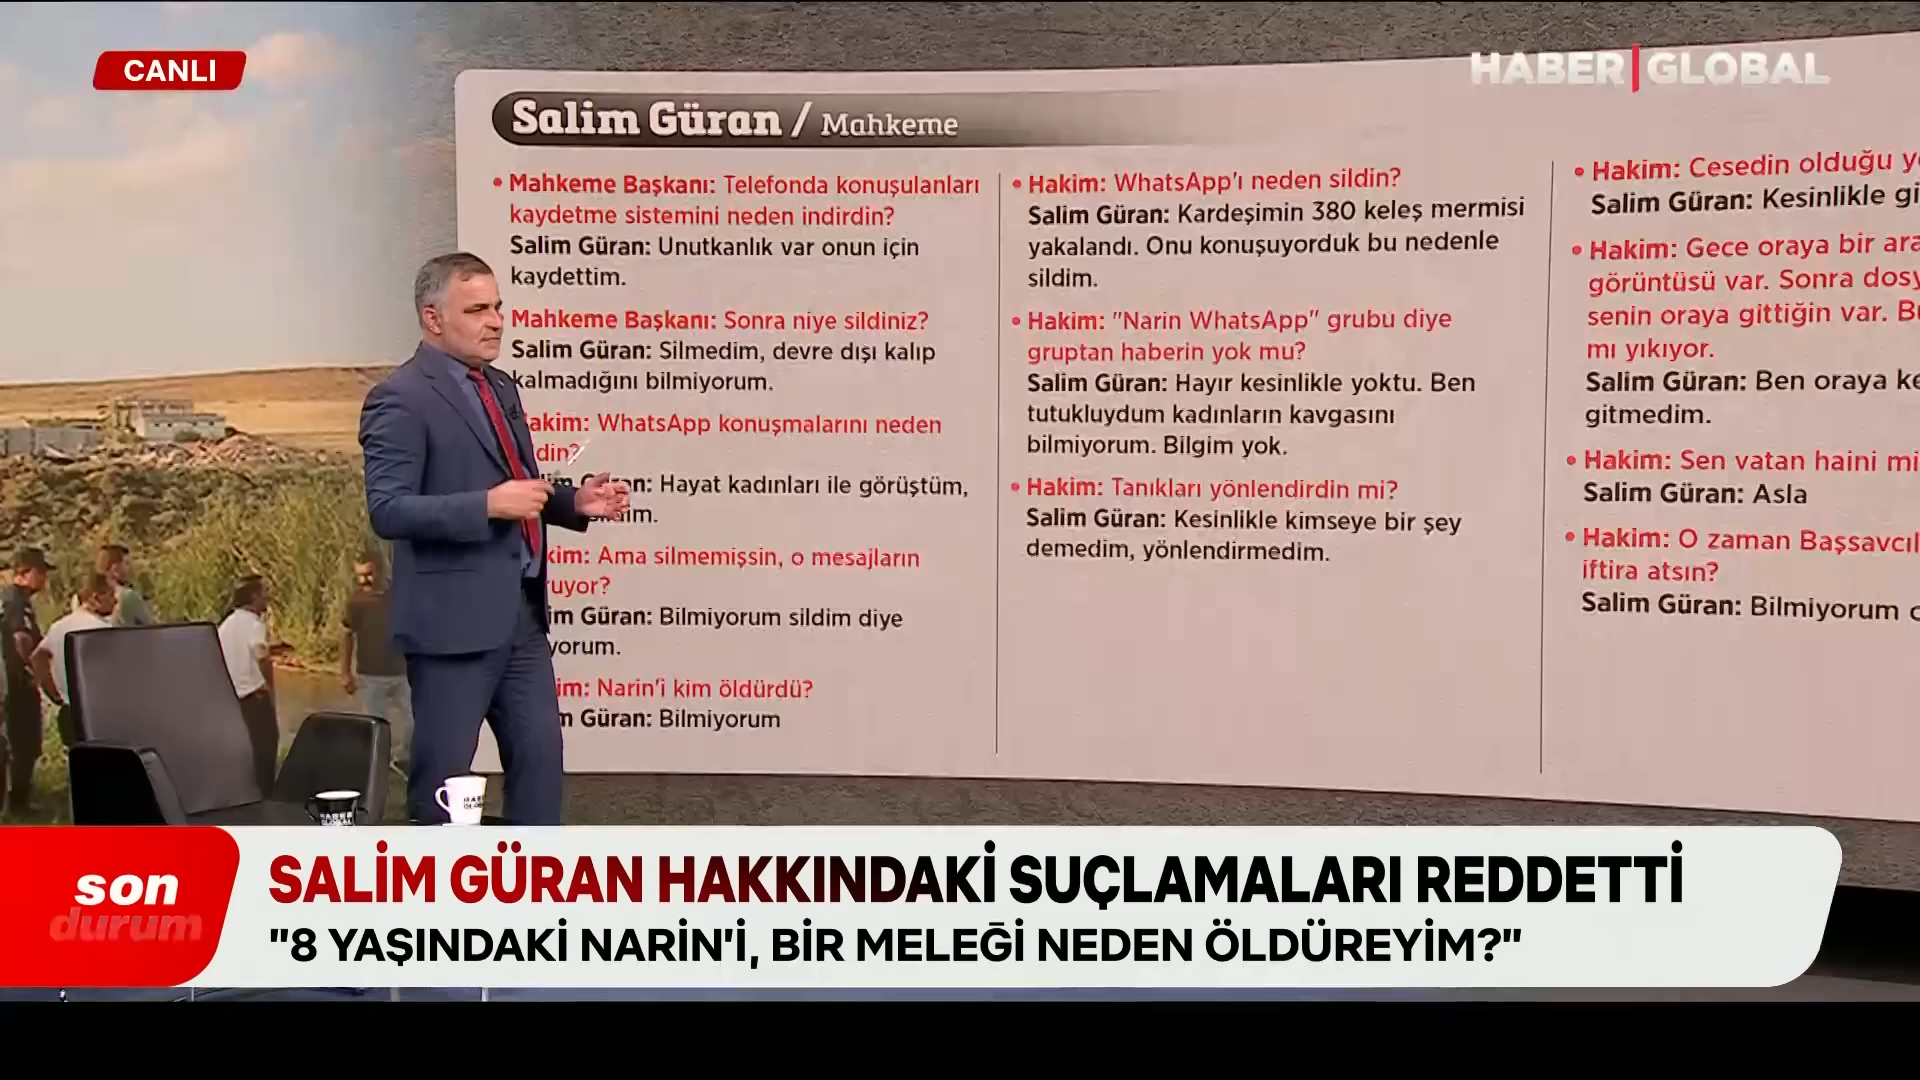 CANLI
HABER GLOBAL
Salim Güran / Mahkeme
• Mahkeme Başkanı: Telefonda konuşulanları
kaydetme sistemini neden indirdin?
Salim Güran: Unutkanlık var onun için
kaydettim.
Mahkeme Başkanı: Sonra niye sildiniz?
Salim Güran: Silmedim, devre dışı kalıp
kalmadığını bilmiyorum.
WhatsApp konuşmalarını neden
Hayat kadınları ile görüştüm,
Ama silmemişsin, o mesajların
Güran: Bilmiyorum sildim diye
Narin'i kim öldürdü?
Güran: Bilmiyorum
• Hakim: WhatsApp'ı neden sildin?
Salim Güran: Kardeşimin 380 keleş mermisi
yakalandı. Onu konuşuyorduk bu nedenle
sildim.
• Hakim: "Narin WhatsApp" grubu diye
gruptan haberin yok mu?
Salim Güran: Hayır kesinlikle yoktu. Ben
tutukluydum kadınların kavgasını
bilmiyorum. Bilgim yok.
• Hakim: Tanıkları yönlendirdin mi?
Salim Güran: Kesinlikle kimseye bir şey
demedim, yönlendirmedim.
• Hakim: Cesedin olduğu
Salim Güran: Kesinlikle
• Hakim: Gece oraya bir
görüntüsü var. Sonra
senin oraya gittiğin var.
mı yıkıyor.
Salim Güran: Ben oraya
gitmedim.
• Hakim: Sen vatan haini
Salim Güran: Asla
• Hakim: O zaman
iftira atsın?
Salim Güran: Bilmiyorum
son
durum
SALİM GÜRAN HAKKINDAKİ SUÇLAMALARI REDDETTİ
"8 YAŞINDAKİ NARİN'İ, BİR MELEĞİ NEDEN ÖLDÜREYİM?"